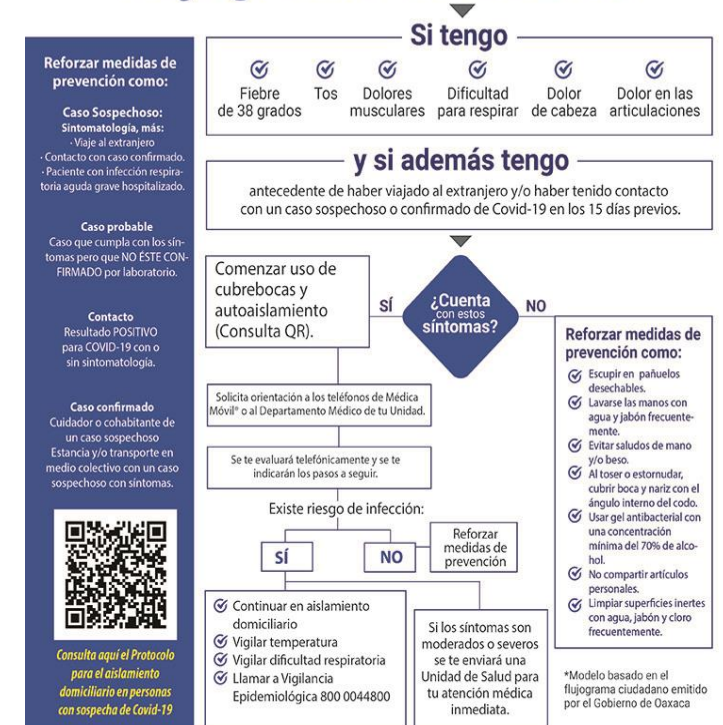 Reforzar medidas de
prevención como:
Caso Sospechoso:
Sintomatología, más:
· Viaje al extranjero
· Contacto con caso confirmado.
· Paciente con infección respira-
toria aguda grave hospitalizado.
Caso probable
Caso que cumpla con los sín-
tomas pero que NO ÉSTE CON-
FIRMADO por laboratorio.
Contacto
Resultado POSITIVO
para COVID-19 con o
sin sintomatología.
Caso confirmado
Cuidador o cohabitante de
un caso sospechoso
Estancia y/o transporte en
medio colectivo con un caso
sospechoso con síntomas.
Consulta aquí el Protocolo
para el aislamiento
domiciliario en personas
con sospecha de Covid-19
Si tengo
Fiebre
de 38 grados
Tos
Dolores
musculares
Dificultad
para respirar
Dolor
de cabeza
Dolor en las
articulaciones
y si además tengo
antecedente de haber viajado al extranjero y/o haber tenido contacto
con un caso sospechoso o confirmado de Covid-19 en los 15 días previos.
Comenzar uso de
cubrebocas y
autoaislamiento
(Consulta QR).
SÍ
¿Cuenta
con estos
síntomas?
NO
Solicita orientación a los teléfonos de Médica
Móvil* o al Departamento Médico de tu Unidad.
Se te evaluará telefónicamente y se te
indicarán los pasos a seguir.
Existe riesgo de infección:
SÍ
NO
Reforzar
medidas de
prevención
Continuar en aislamiento
domiciliario
Vigilar temperatura
Vigilar dificultad respiratoria
Llamar a Vigilancia
Epidemiológica 800 0044800
Si los síntomas son
moderados o severos
se te enviará una
Unidad de Salud para
tu atención médica
inmediata.
Reforzar medidas de
prevención como:
Escupir en pañuelos
desechables.
Lavarse las manos con
agua y jabón frecuente-
mente.
Evitar saludos de mano
y/o beso.
Al toser o estornudar,
cubrir boca y nariz con el
ángulo interno del codo.
Usar gel antibacterial con
una concentración
mínima del 70% de alco-
hol.
No compartir artículos
personales.
Limpiar superficies inertes
con agua, jabón y cloro
frecuentemente.
*Modelo basado en el
flujograma ciudadano emitido
por el Gobierno de Oaxaca